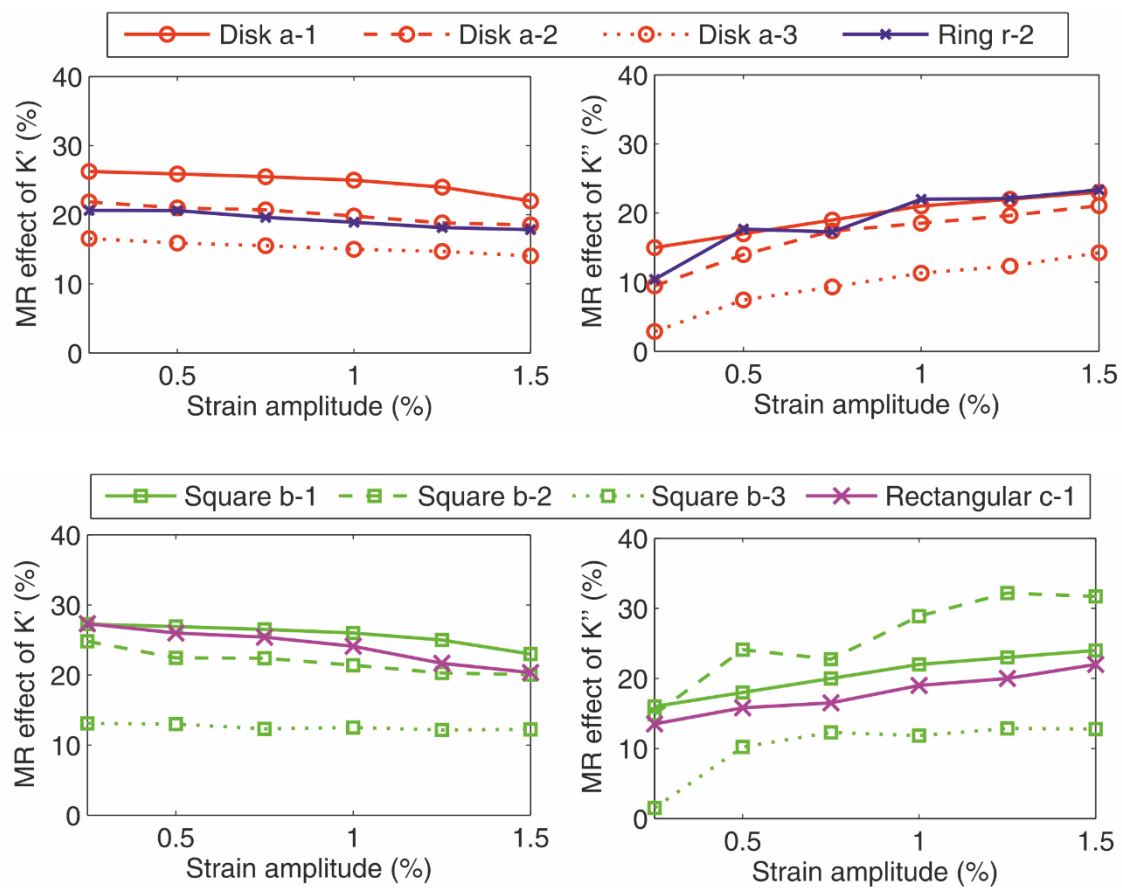 Disk a-1 Disk a-2 Disk a-3 Ring r-2
MR effect of K' (%)
40
30
20
10
0
0.5 1 1.5
Strain amplitude (%)
MR effect of K" (%)
40
30
20
10
0
0.5 1 1.5
Strain amplitude (%)
Square b-1 Square b-2 Square b-3 Rectangular c-1
MR effect of K' (%)
40
30
20
10
0
0.5 1 1.5
Strain amplitude (%)
MR effect of K" (%)
40
30
20
10
0
0.5 1 1.5
Strain amplitude (%)